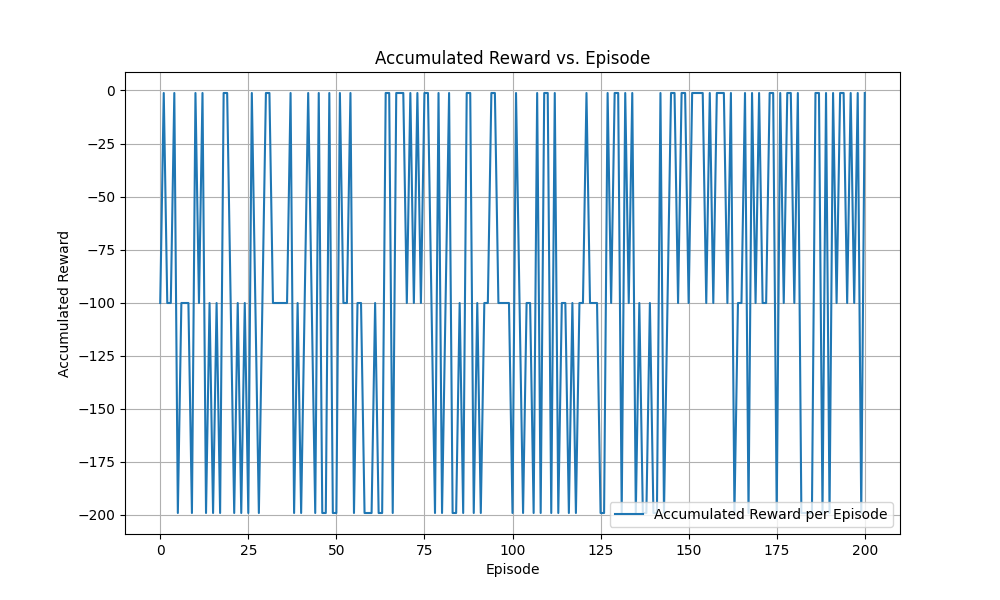 Accumulated Reward vs. Episode
0
−25
−50
−75
−100
−125
−150
−175
−200
Accumulated Reward
Accumulated Reward per Episode
0 25 50 75 100 125 150 175 200
Episode